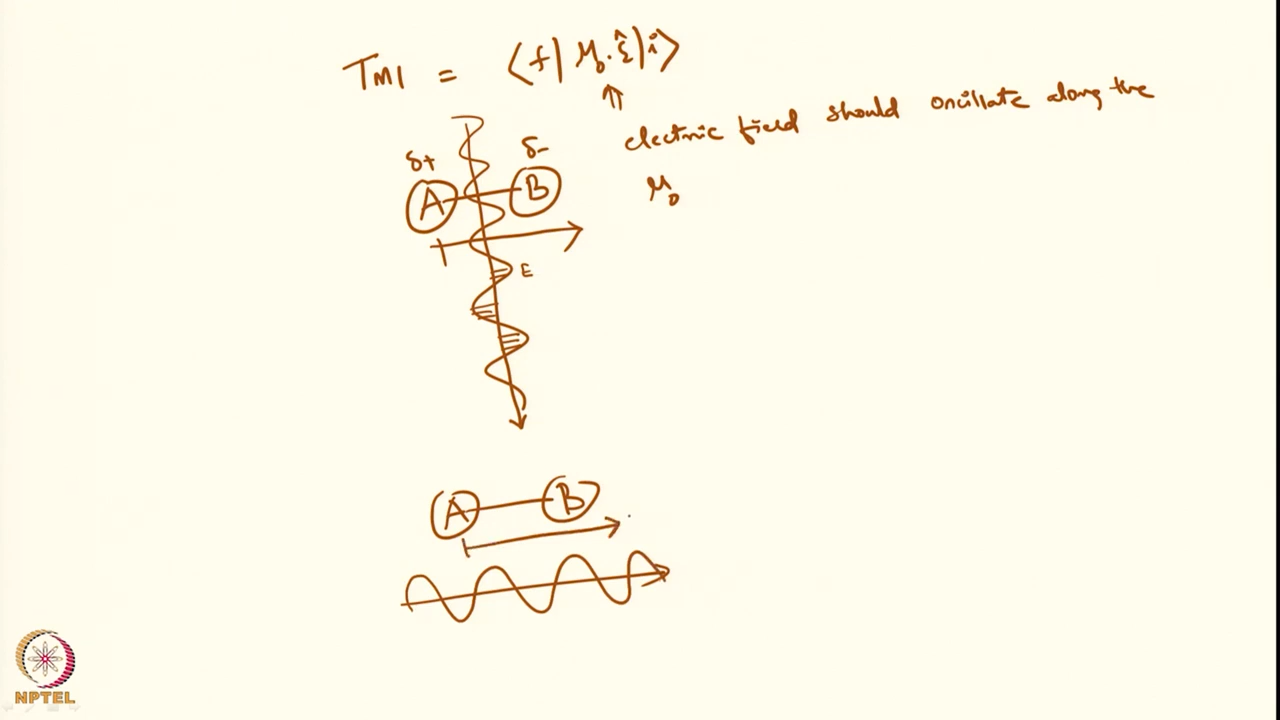 TMI = ⟨f| μ₀·ε̂ |i⟩
electric field should oscillate along the
μ₀
δ+ δ-
A B
E
A B
NPTEL